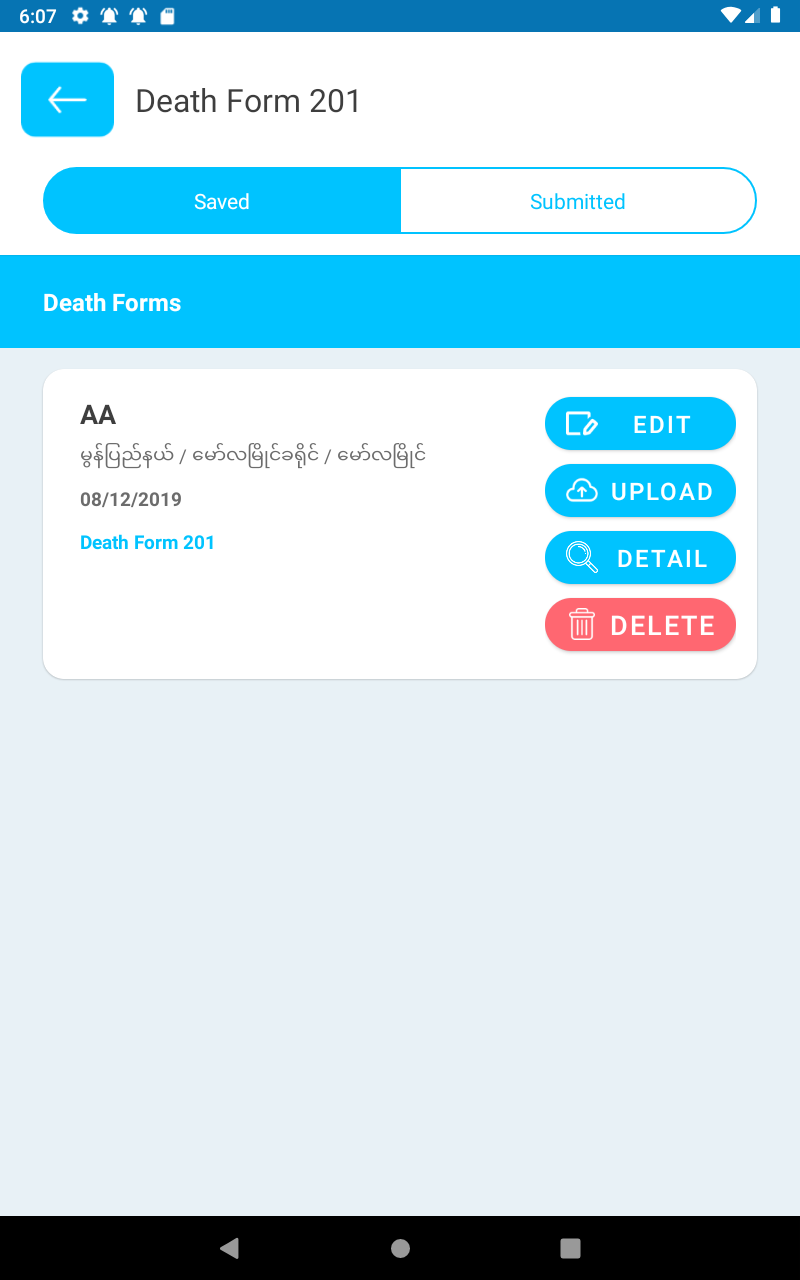 6:07
Death Form 201
Saved
Submitted
Death Forms
AA
မွန်ပြည်နယ် / မော်လမြိုင်ခရိုင် / မော်လမြိုင်
08/12/2019
Death Form 201
EDIT
UPLOAD
DETAIL
DELETE